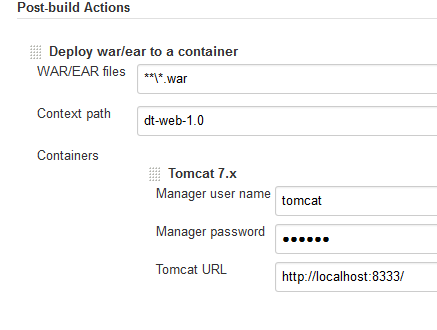 Post-build Actions
Deploy war/ear to a container
WAR/EAR files
**\*.war
Context path
dt-web-1.0
Containers
Tomcat 7.x
Manager user name
tomcat
Manager password
••••••
Tomcat URL
http://localhost:8333/